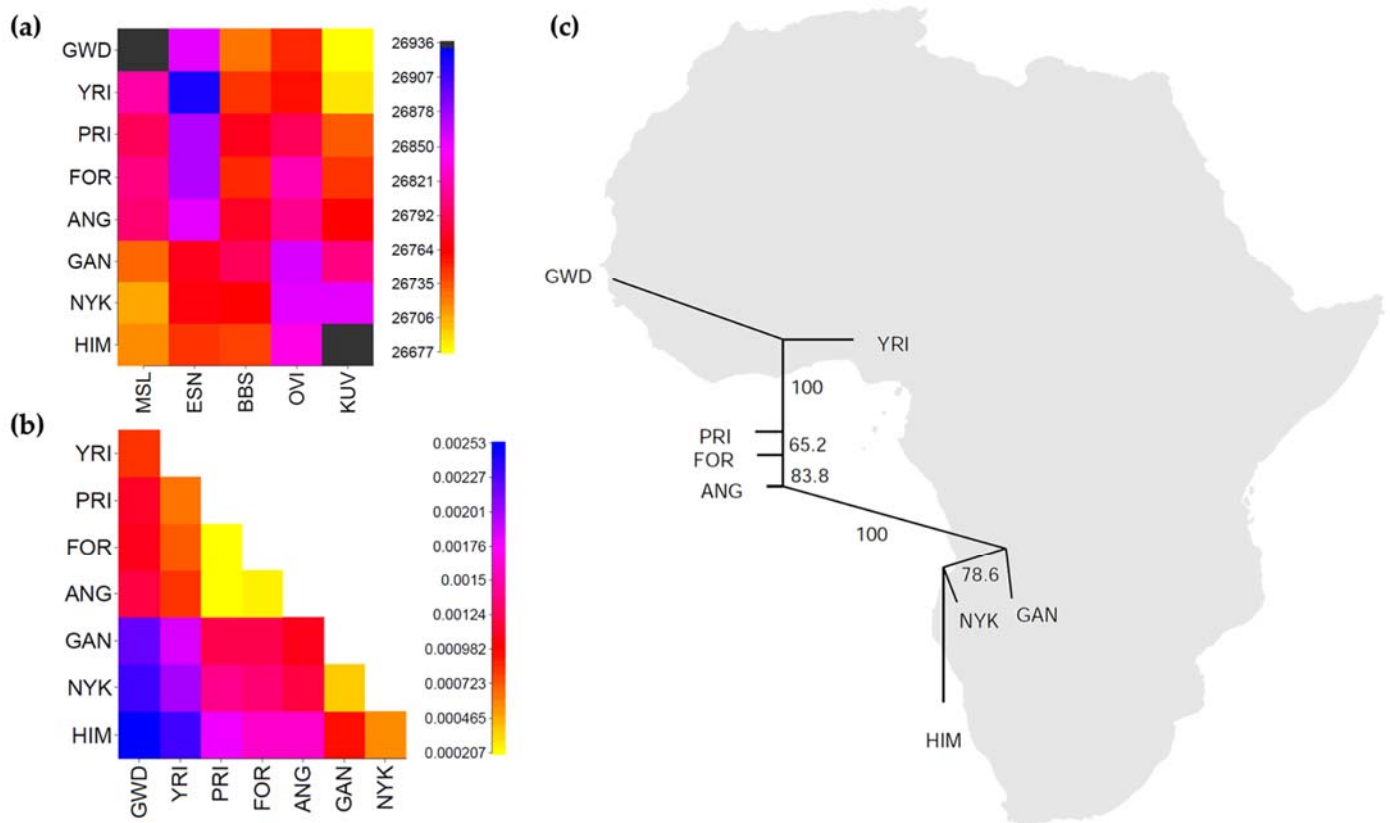 (a)
GWD
YRI
PRI
FOR
ANG
GAN
NYK
HIM
MSL
ESN
BBS
OVI
KUV
26936
26907
26878
26850
26821
26792
26764
26735
26706
26677
(b)
YRI
PRI
FOR
ANG
GAN
NYK
HIM
GWD
YRI
PRI
FOR
ANG
GAN
NYK
0.00253
0.00227
0.00201
0.00176
0.0015
0.00124
0.000982
0.000723
0.000465
0.000207
(c)
GWD
YRI
100
PRI
65.2
FOR
83.8
ANG
100
78.6
NYK
GAN
HIM